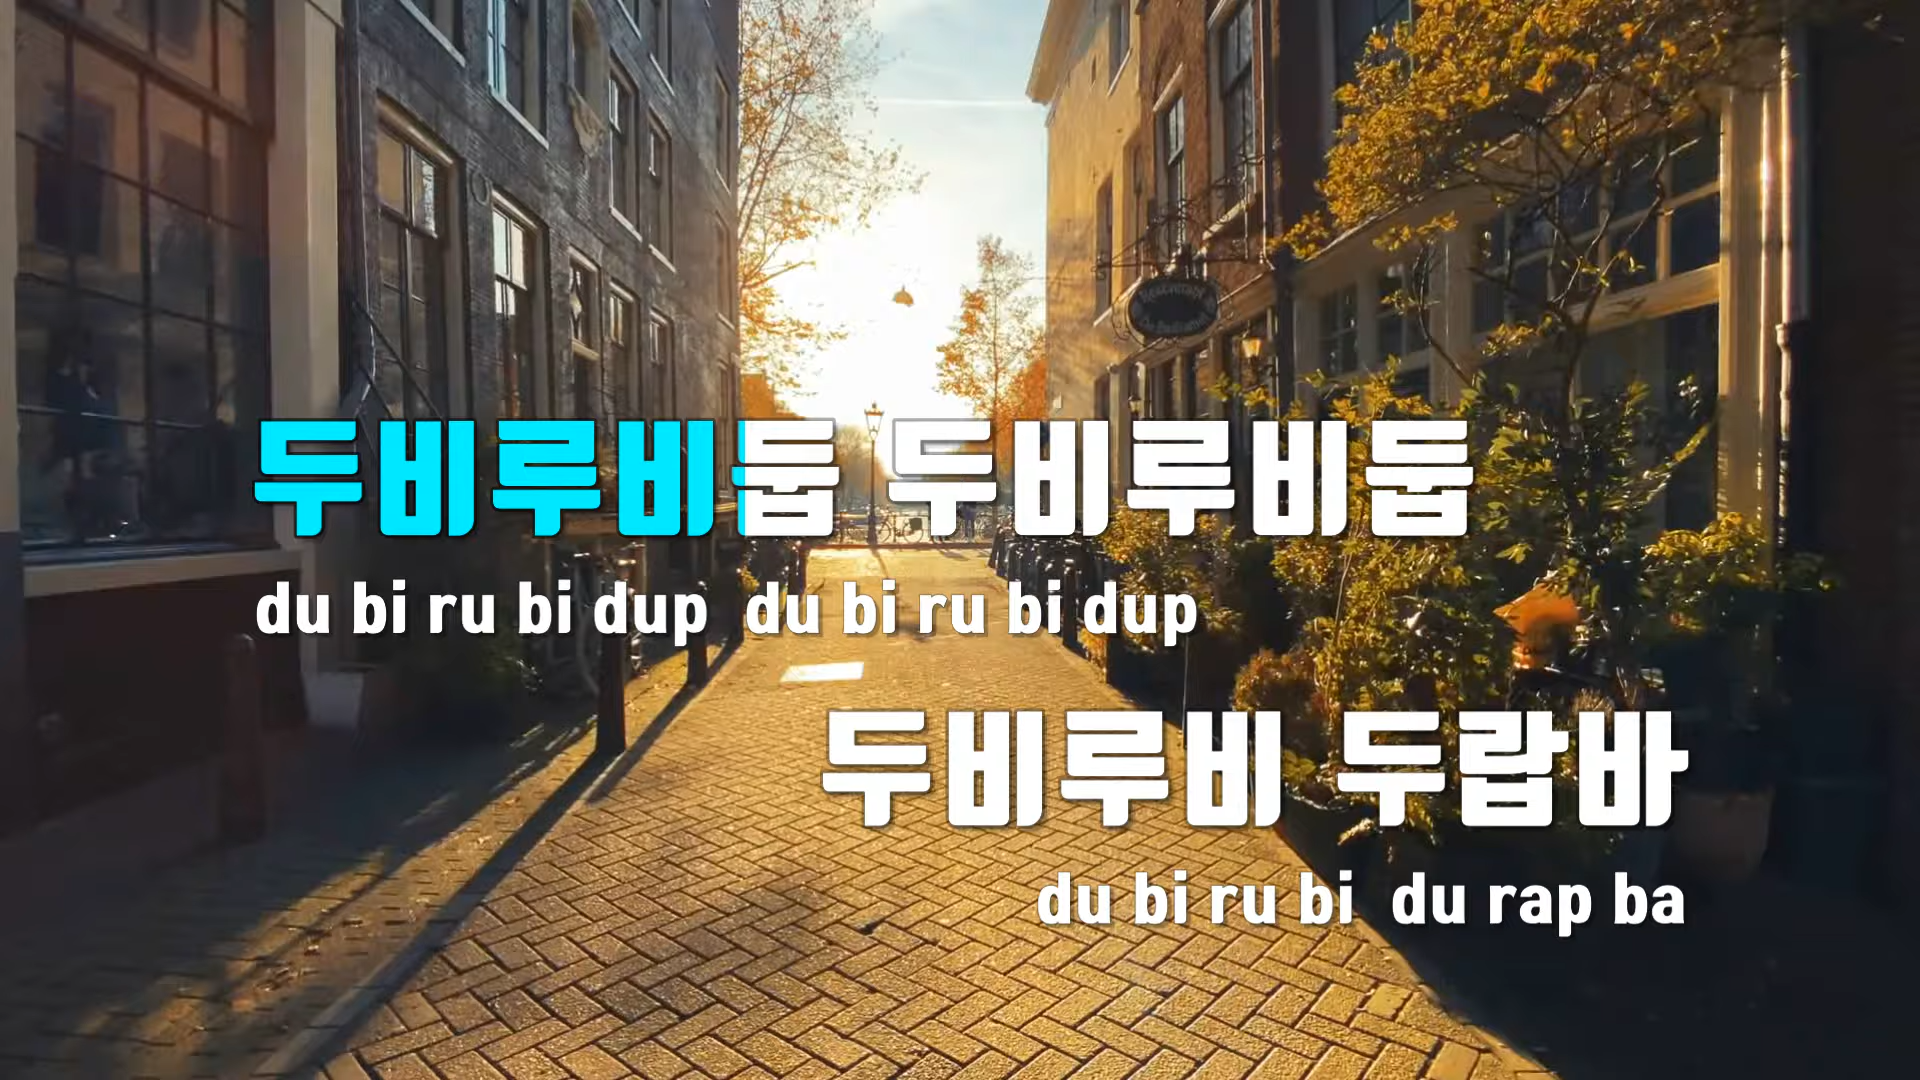 두비루비둡 두비루비둡
du bi ru bi dup du bi ru bi dup
두비루비 두랍바
du bi ru bi du rap ba